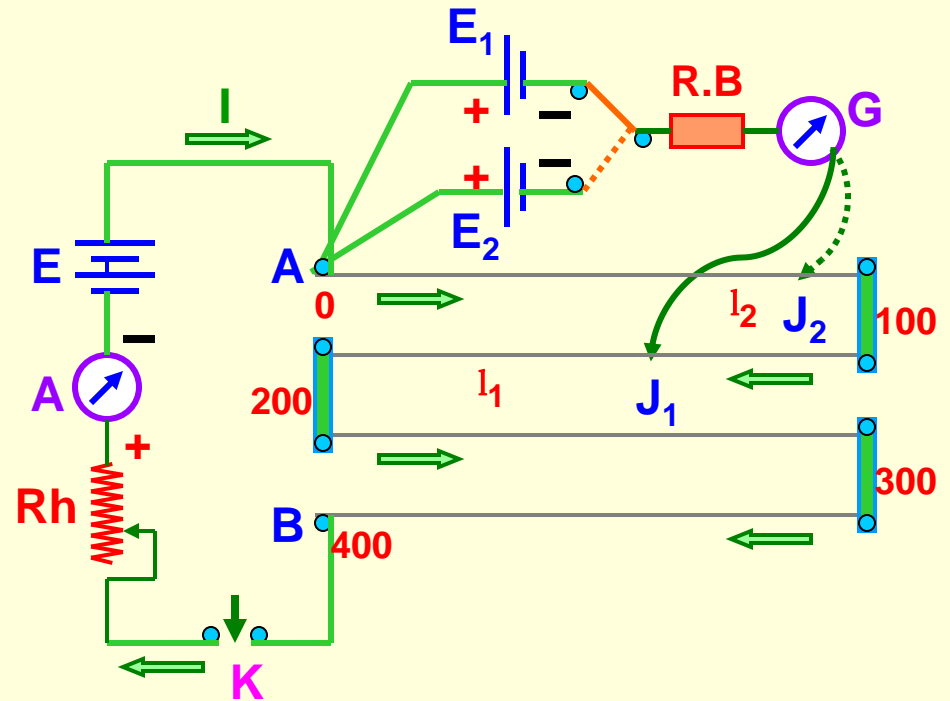 E₁
R.B
G
I
+
−
−
+
E₂
E
A
0
l₂
J₂
100
−
A
200
l₁
J₁
+
Rh
300
B
400
K